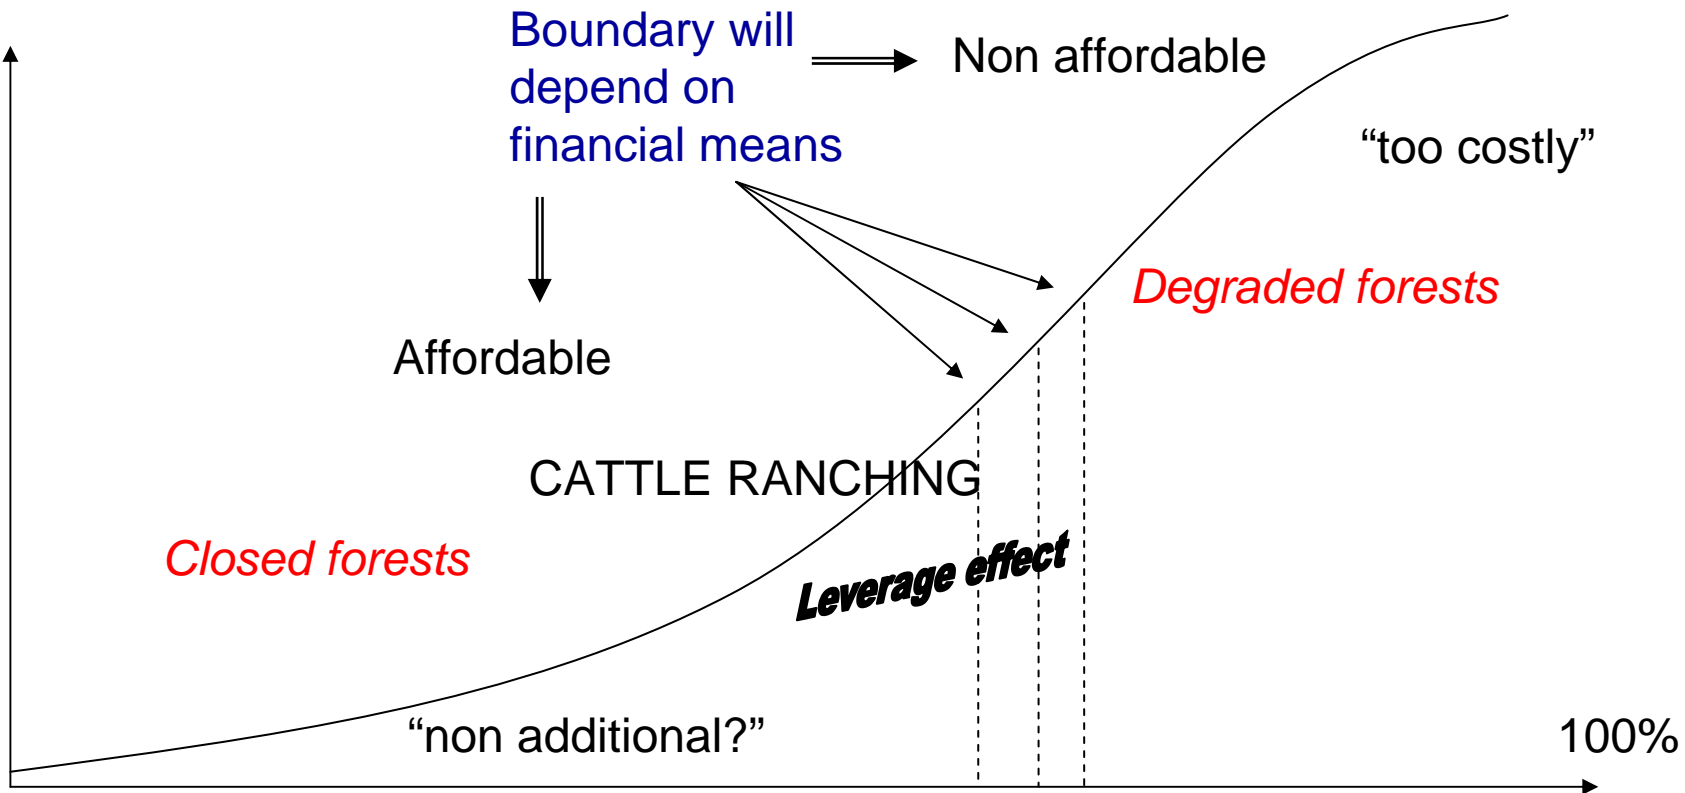 Boundary will
depend on
financial means
Non affordable
“too costly”
Degraded forests
Affordable
CATTLE RANCHING
Closed forests
Leverage effect
“non additional?”
100%